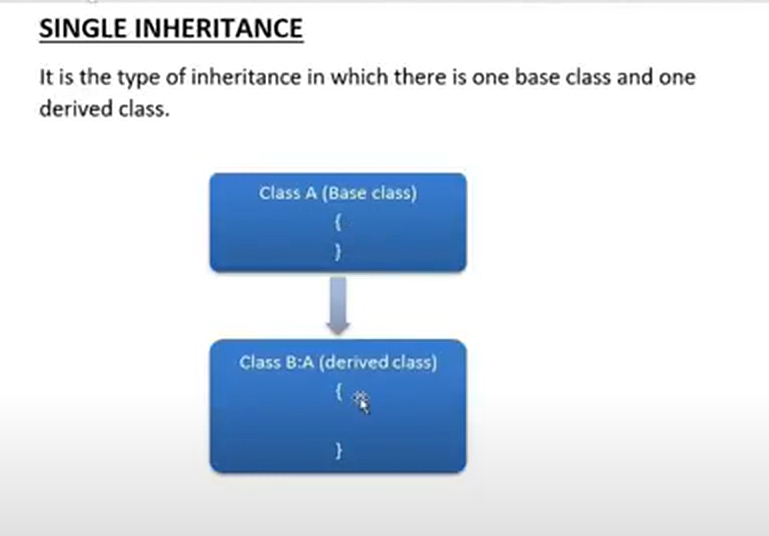 SINGLE INHERITANCE
It is the type of inheritance in which there is one base class and one
derived class.
Class A (Base class)
{
}
Class B:A (derived class)
{
}